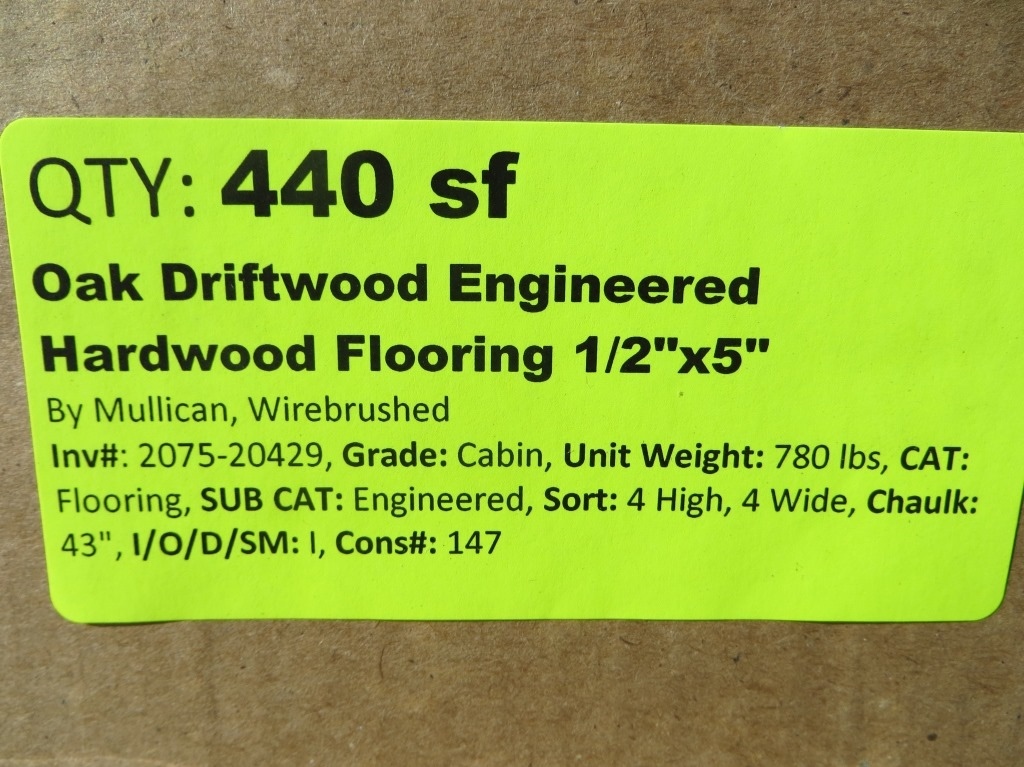 QTY: 440 sf
Oak Driftwood Engineered
Hardwood Flooring 1/2"x5"
By Mullican, Wirebrushed
Inv#: 2075-20429, Grade: Cabin, Unit Weight: 780 lbs, CAT:
Flooring, SUB CAT: Engineered, Sort: 4 High, 4 Wide, Chaulk:
43", I/O/D/SM: I, Cons#: 147